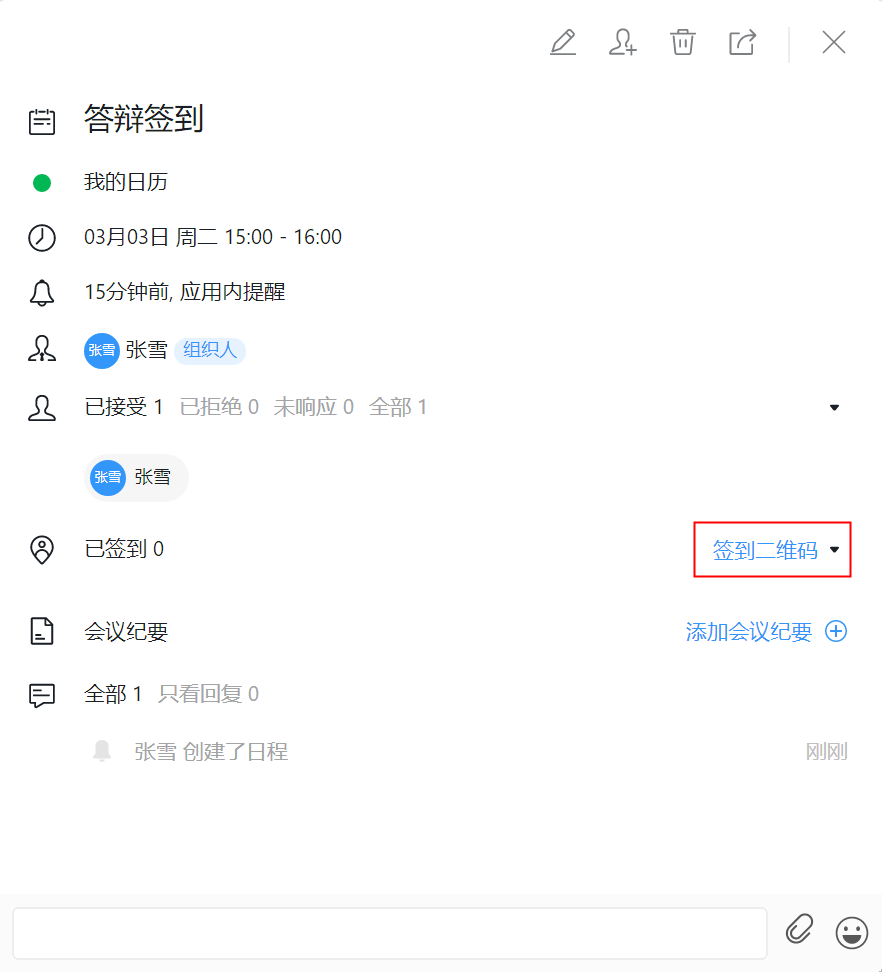 答辩签到
我的日历
03月03日 周二 15:00 - 16:00
15分钟前, 应用内提醒
张雪 张雪 组织人
已接受 1 已拒绝 0 未响应 0 全部 1
张雪 张雪
已签到 0 签到二维码
会议纪要 添加会议纪要
全部 1 只看回复 0
张雪 创建了日程 刚刚